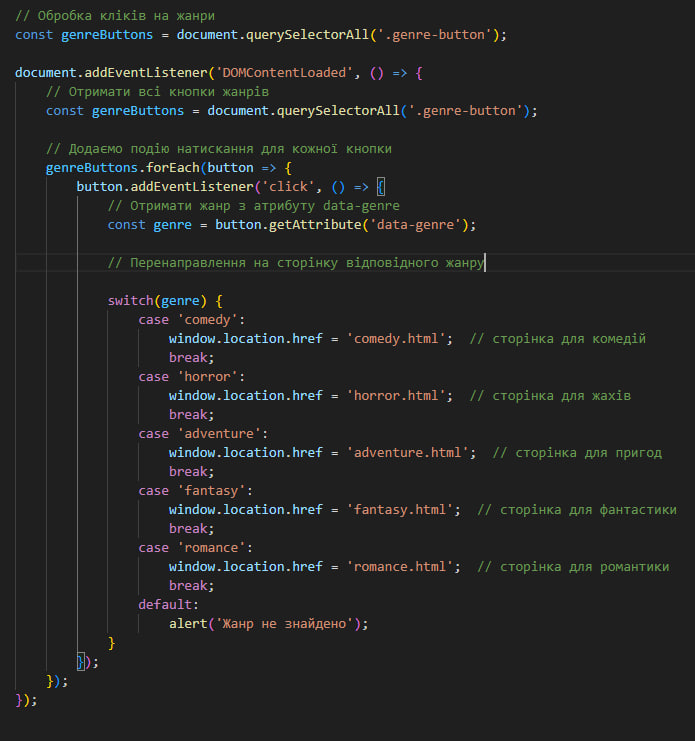 // Обробка кліків на жанри
const genreButtons = document.querySelectorAll('.genre-button');
document.addEventListener('DOMContentLoaded', () => {
// Отримати всі кнопки жанрів
const genreButtons = document.querySelectorAll('.genre-button');
// Додаємо подію натискання для кожної кнопки
genreButtons.forEach(button => {
button.addEventListener('click', () => {
// Отримати жанр з атрибуту data-genre
const genre = button.getAttribute('data-genre');
// Перенаправлення на сторінку відповідного жанру
switch(genre) {
case 'comedy':
window.location.href = 'comedy.html';  // сторінка для комедій
break;
case 'horror':
window.location.href = 'horror.html';  // сторінка для жахів
break;
case 'adventure':
window.location.href = 'adventure.html';  // сторінка для пригод
break;
case 'fantasy':
window.location.href = 'fantasy.html';  // сторінка для фантастики
break;
case 'romance':
window.location.href = 'romance.html';  // сторінка для романтики
break;
default:
alert('Жанр не знайдено');
}
});
});
});